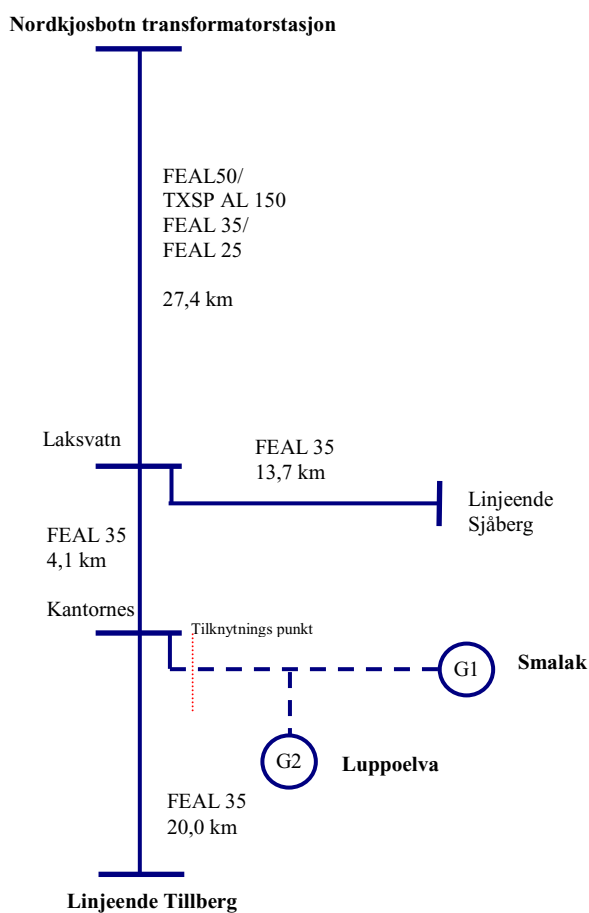 Nordkjosbotn transformatorstasjon
FEAL50/
TXSP AL 150
FEAL 35/
FEAL 25
27,4 km
Laksvatn
FEAL 35
13,7 km
Linjeende
Sjåberg
FEAL 35
4,1 km
Kantornes
Tilknytnings punkt
G1
Smalak
G2
Luppoelva
FEAL 35
20,0 km
Linjeende Tillberg